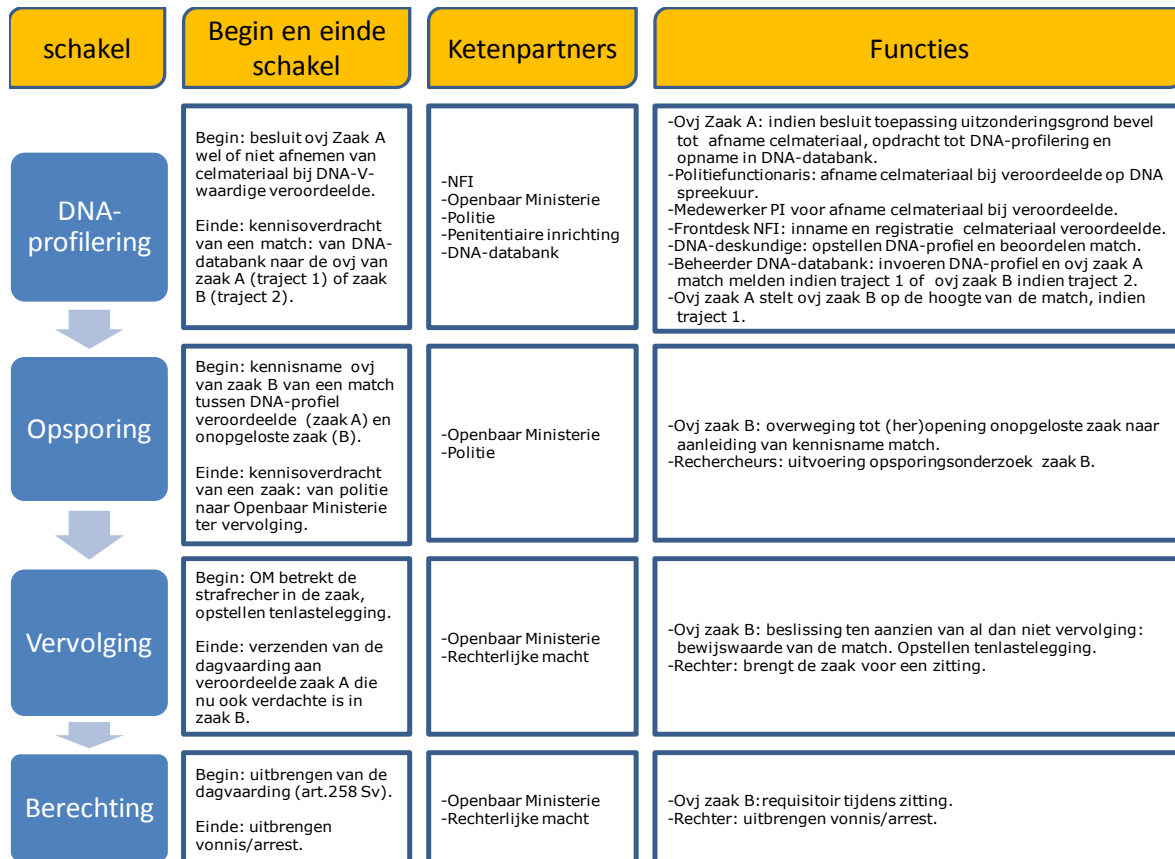 schakel
Begin en einde
schakel
Ketenpartners
Functies
DNA-
profilering
Begin: besluit ovj Zaak A
wel of niet afnemen van
celmateriaal bij DNA-V-
waardige veroordeelde.
Einde: kennisoverdracht
van een match: van DNA-
databank naar de ovj van
zaak A (traject 1) of zaak
B (traject 2).
-NFI
-Openbaar Ministerie
-Politie
-Penitentiaire inrichting
-DNA-databank
-Ovj Zaak A: indien besluit toepassing uitzonderingsgrond bevel
tot afname celmateriaal, opdracht tot DNA-profilering en
opname in DNA-databank.
-Politiefunctionaris: afname celmateriaal bij veroordeelde op DNA
spreekuur.
-Medewerker PI voor afname celmateriaal bij veroordeelde.
-Frontdesk NFI: inname en registratie celmateriaal veroordeelde.
-DNA-deskundige: opstellen DNA-profiel en beoordelen match.
-Beheerder DNA-databank: invoeren DNA-profiel en ovj zaak A
match melden indien traject 1 of ovj zaak B indien traject 2.
-Ovj zaak A stelt ovj zaak B op de hoogte van de match, indien
traject 1.
Opsporing
Begin: kennisname ovj
van zaak B van een match
tussen DNA-profiel
veroordeelde (zaak A) en
onopgeloste zaak (B).
Einde: kennisoverdracht
van een zaak: van politie
naar Openbaar Ministerie
ter vervolging.
-Openbaar Ministerie
-Politie
-Ovj zaak B: overweging tot (her)opening onopgeloste zaak naar
aanleiding van kennisname match.
-Rechercheurs: uitvoering opsporingsonderzoek zaak B.
Vervolging
Begin: OM betrekt de
strafrecher in de zaak,
opstellen tenlastelegging.
Einde: verzenden van de
dagvaarding aan
veroordeelde zaak A die
nu ook verdachte is in
zaak B.
-Openbaar Ministerie
-Rechterlijke macht
-Ovj zaak B: beslissing ten aanzien van al dan niet vervolging:
bewijswaarde van de match. Opstellen tenlastelegging.
-Rechter: brengt de zaak voor een zitting.
Berechting
Begin: uitbrengen van de
dagvaarding (art.258 Sv).
Einde: uitbrengen
vonnis/arrest.
-Openbaar Ministerie
-Rechterlijke macht
-Ovj zaak B:requisitoir tijdens zitting.
-Rechter: uitbrengen vonnis/arrest.